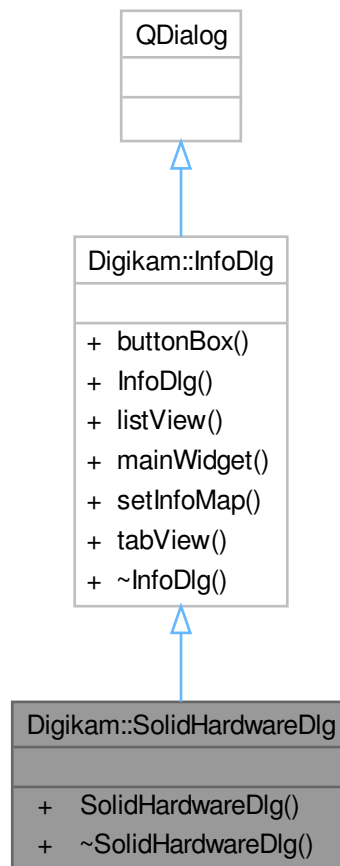 QDialog
Digikam::InfoDlg
+ buttonBox()
+ InfoDlg()
+ listView()
+ mainWidget()
+ setInfoMap()
+ tabView()
+ ~InfoDlg()
Digikam::SolidHardwareDlg
+ SolidHardwareDlg()
+ ~SolidHardwareDlg()